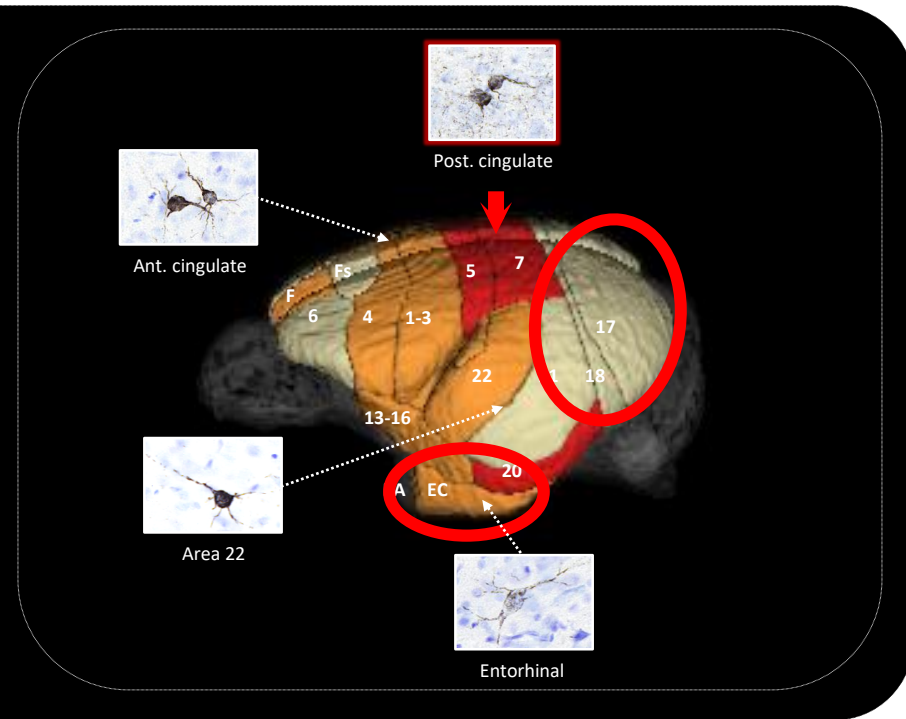 Post. cingulate
Ant. cingulate
Fs
5
7
F
6
4
1-3
17
22
1
18
13-16
20
A
EC
Area 22
Entorhinal